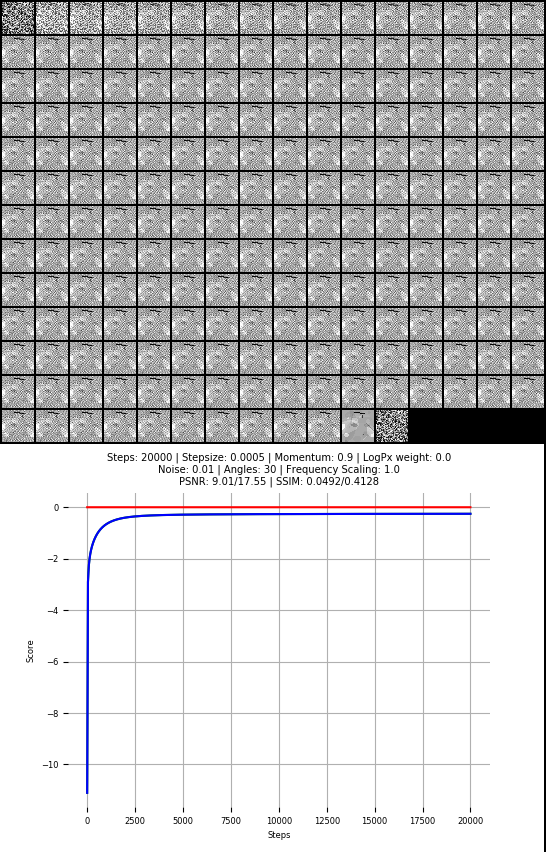 Steps: 20000 | Stepsize: 0.0005 | Momentum: 0.9 | LogPx weight: 0.0
Noise: 0.01 | Angles: 30 | Frequency Scaling: 1.0
PSNR: 9.01/17.55 | SSIM: 0.0492/0.4128
0
−2
−4
−6
−8
−10
Score
0 2500 5000 7500 10000 12500 15000 17500 20000
Steps